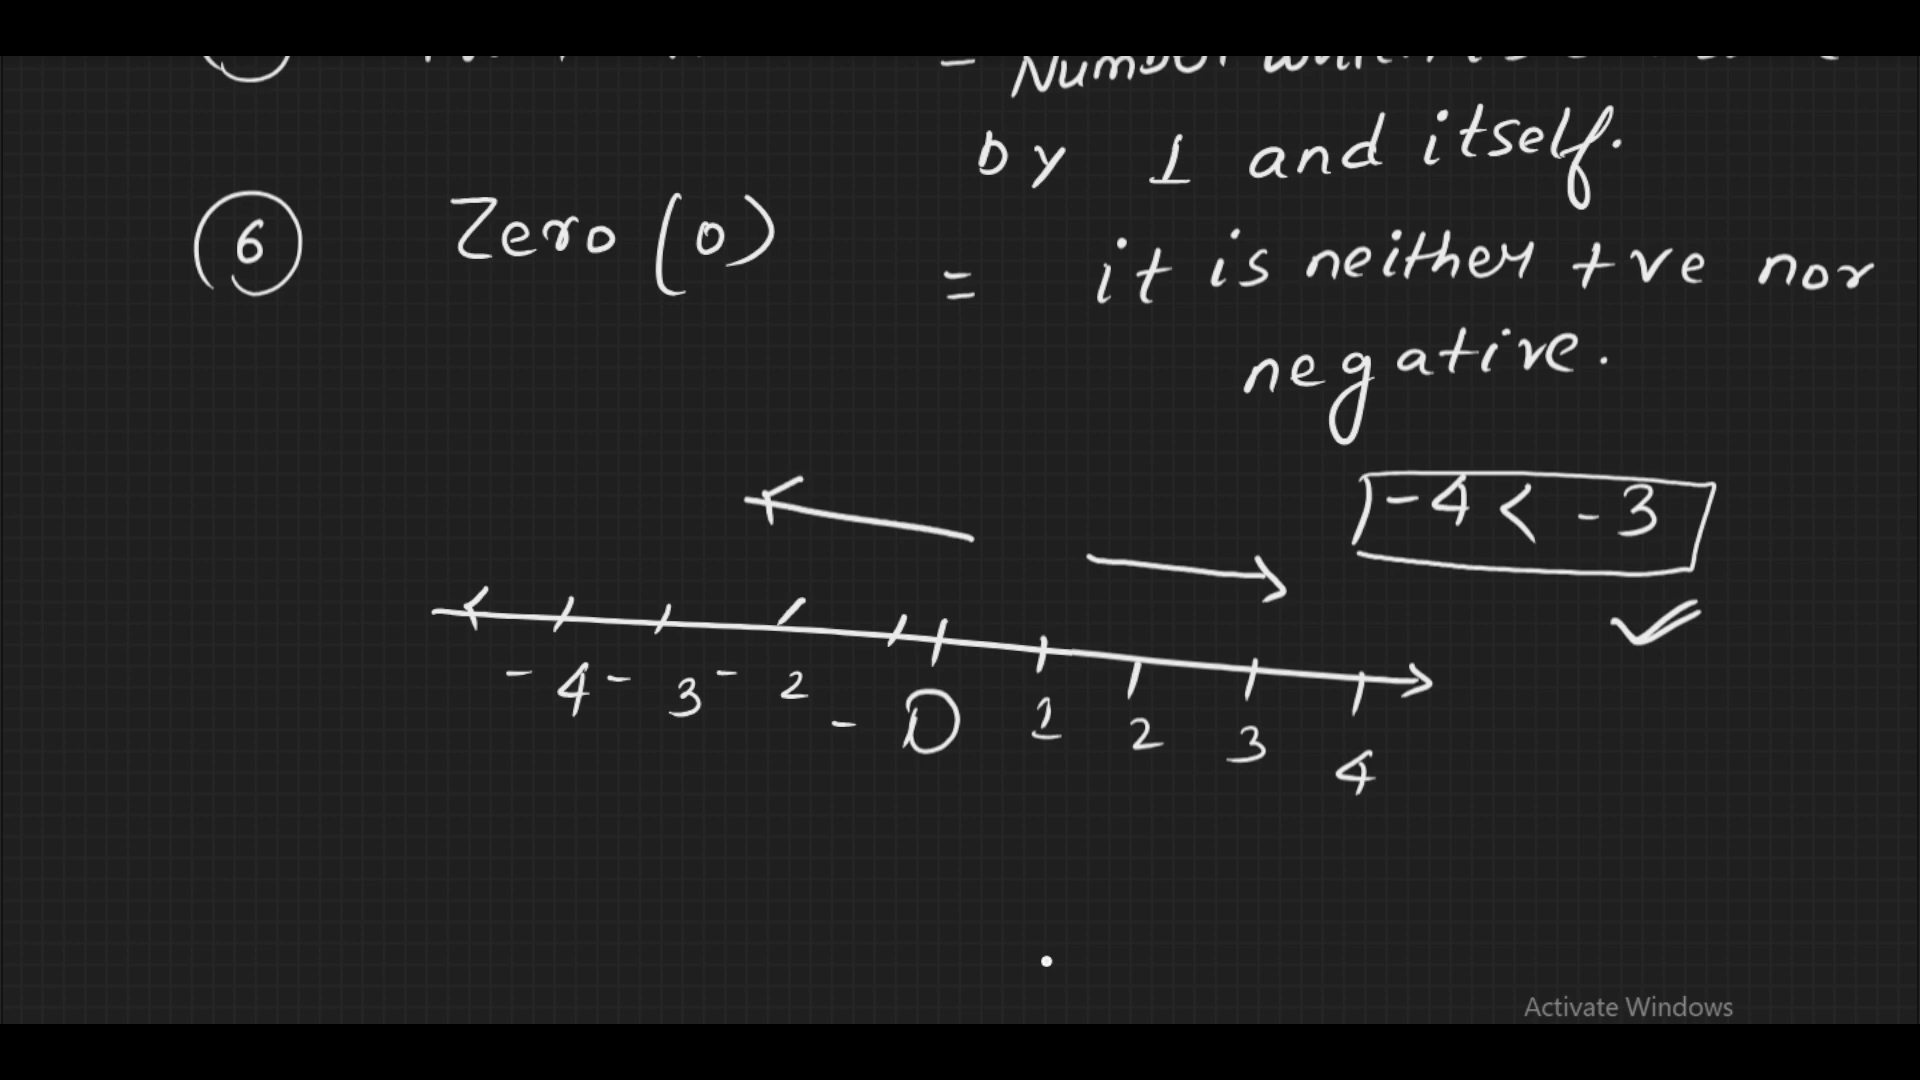 - Number
by 1 and itself.
6 Zero (0)
= it is neither +ve nor
negative.
-4 < -3
-4 -3 -2 - 0 1 2 3 4
Activate Windows